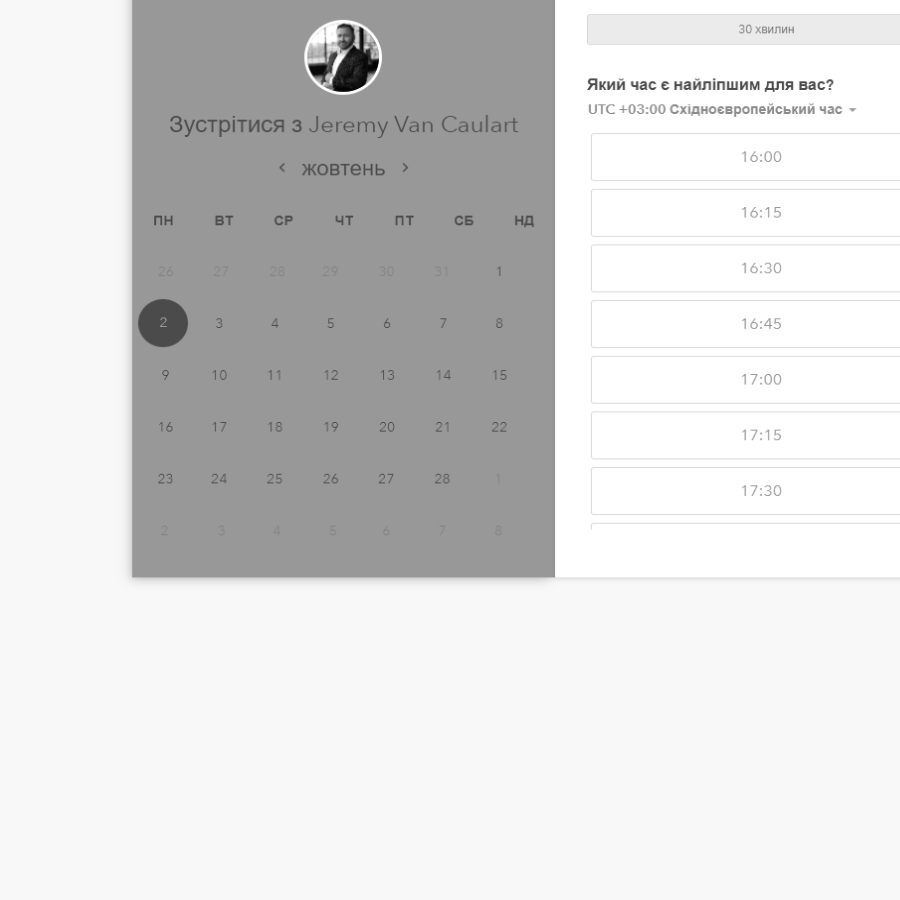 Зустрітися з Jeremy Van Caulart
жовтень
ПН ВТ СР ЧТ ПТ СБ НД
26 27 28 29 30 31 1
2 3 4 5 6 7 8
9 10 11 12 13 14 15
16 17 18 19 20 21 22
23 24 25 26 27 28 1
2 3 4 5 6 7 8
30 хвилин
Який час є найліпшим для вас?
UTC +03:00 Східноєвропейський час
16:00
16:15
16:30
16:45
17:00
17:15
17:30